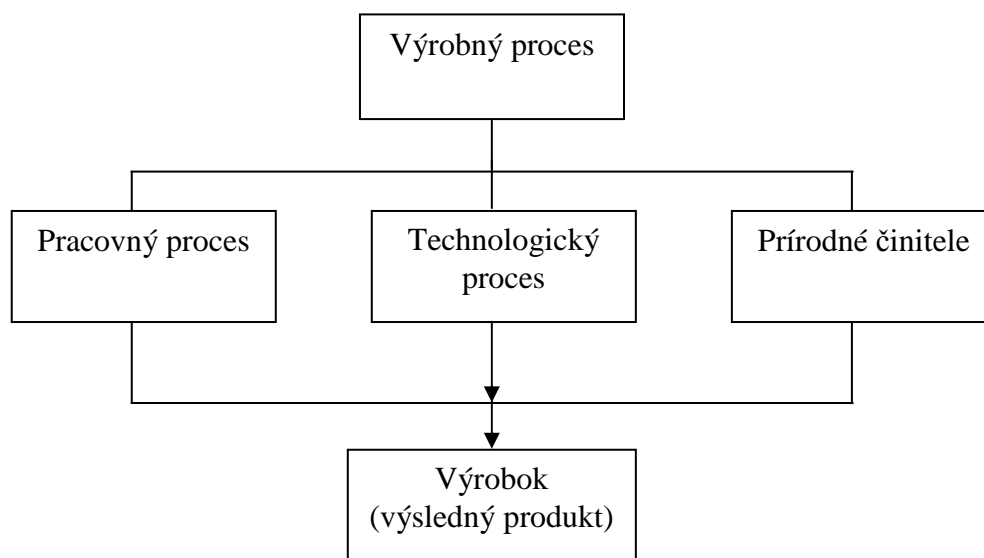 Výrobný proces
Pracovný proces
Technologický
proces
Prírodné činitele
Výrobok
(výsledný produkt)